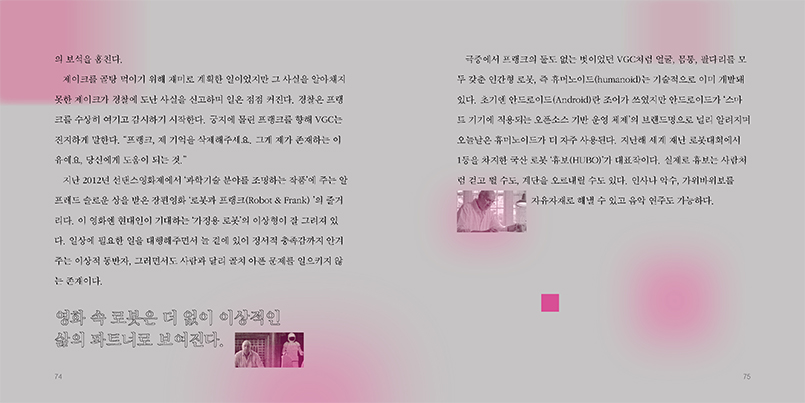 의 보석을 훔친다.
제이크를 골탕 먹이기 위해 재미로 계획한 일이었지만 그 사실을 알아채지
못한 제이크가 경찰에 도난 사실을 신고하며 일은 점점 커진다. 경찰은 프랭
크를 수상히 여기고 감시하기 시작한다. 궁지에 몰린 프랭크를 향해 VGC는
진지하게 말한다. “프랭크, 제 기억을 삭제해주세요. 그게 제가 존재하는 이
유예요. 당신에게 도움이 되는 것.”
지난 2012년 선댄스영화제에서 ‘과학기술 분야를 조명하는 작품’에 주는 알
프레드 슬로운 상을 받은 장편영화 ‘로봇과 프랭크(Robot & Frank) ’의 줄거
리다. 이 영화엔 현대인이 기대하는 ‘가정용 로봇’의 이상형이 잘 그려져 있
다. 일상에 필요한 일을 대행해주면서 늘 곁에 있어 정서적 충족감까지 안겨
주는 이상적 동반자, 그러면서도 사람과 달리 골치 아픈 문제를 일으키지 않
는 존재이다.
영화 속 로봇은 더 없이 이상적인
삶의 파트너로 보여진다.
74
극중에서 프랭크의 둘도 없는 벗이었던 VGC처럼 얼굴, 몸통, 팔다리를 모
두 갖춘 인간형 로봇, 즉 휴머노이드(humanoid)는 기술적으로 이미 개발돼
있다. 초기엔 안드로이드(Android)란 조어가 쓰였지만 안드로이드가 ‘스마
트 기기에 적용되는 오픈소스 기반 운영 체제’의 브랜드명으로 널리 알려지며
오늘날은 휴머노이드가 더 자주 사용된다. 지난해 세계 재난 로봇대회에서
1등을 차지한 국산 로봇 ‘휴보(HUBO)’가 대표작이다. 실제로 휴보는 사람처
럼 걷고 뛸 수도, 계단을 오르내릴 수도 있다. 인사나 악수, 가위바위보를
자유자재로 해낼 수 있고 음악 연주도 가능하다.
75